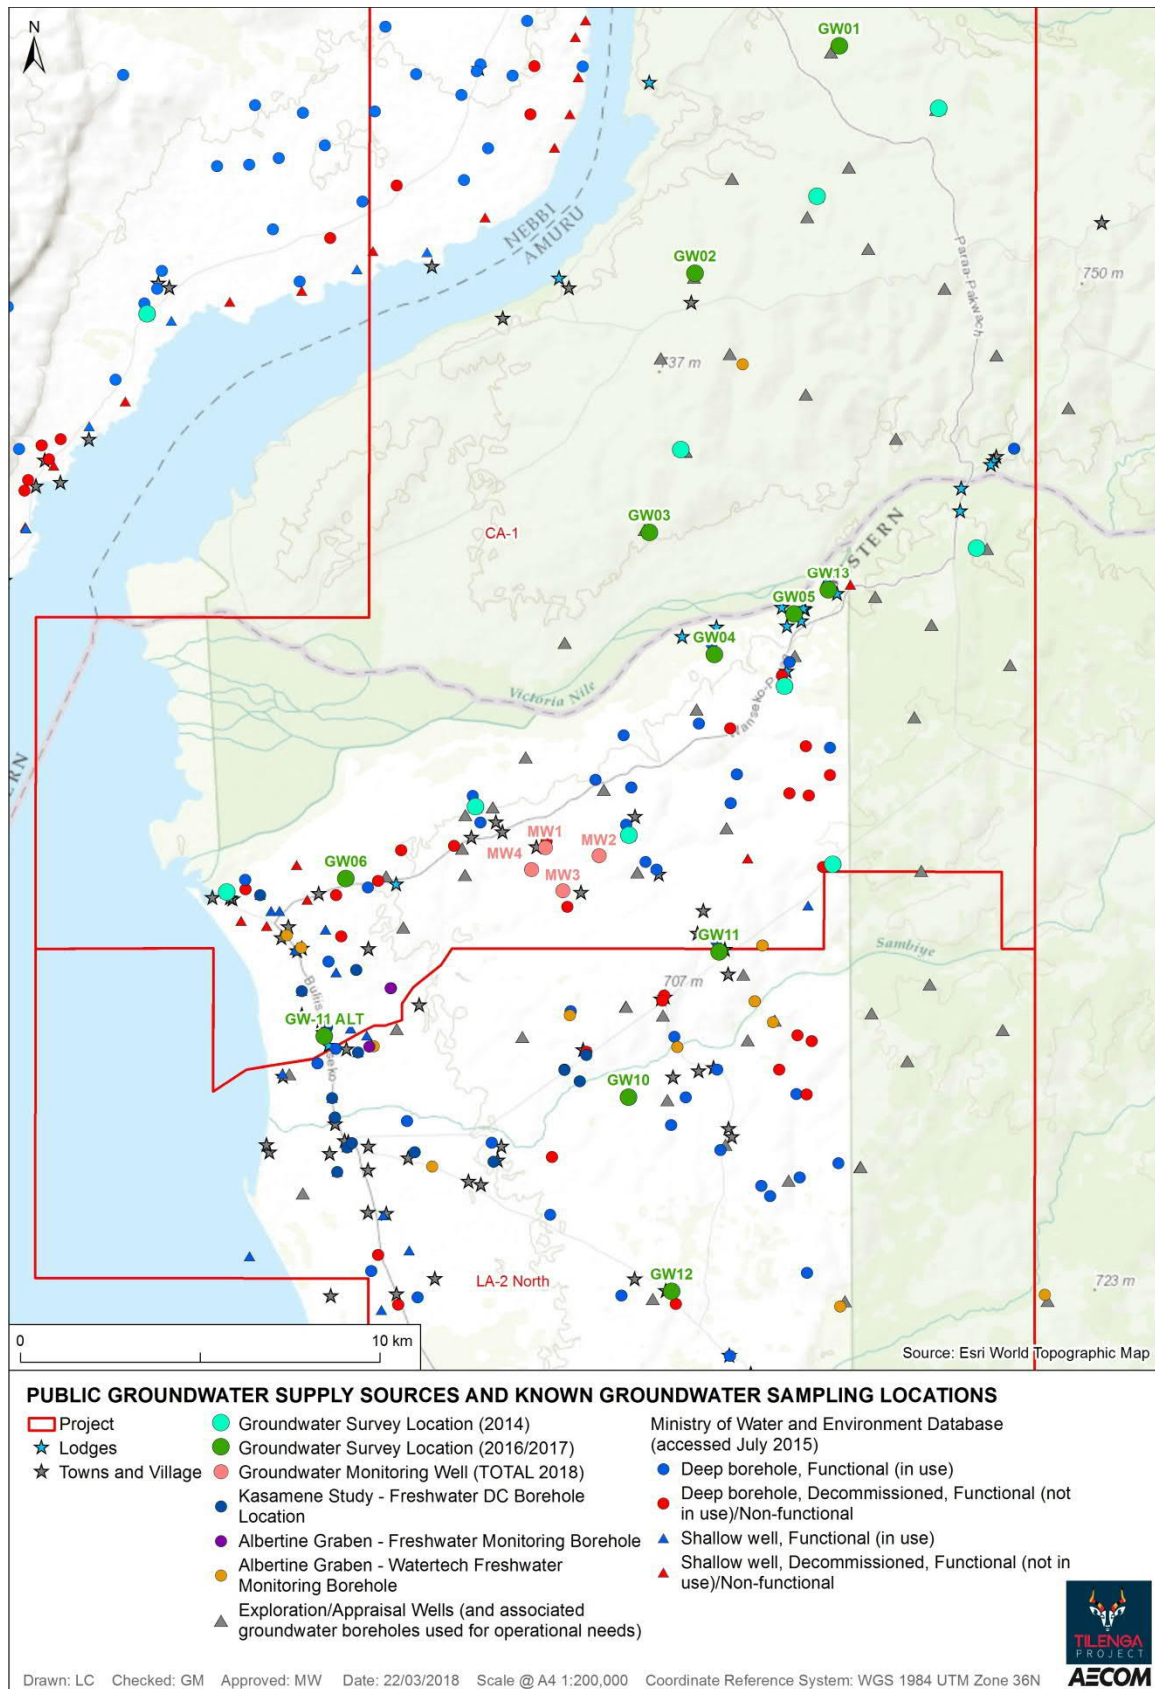 N
GW01
NEBBI
AMURU
GW02
Paraa-Pakwach
750 m
737 m
GW03
CA-1
STERN
GW13
GW05
GW04
Victoria Nile
Wanseko-P
ERN
MW1
MW2
MW4
MW3
GW06
GW11
Sambiye
707 m
Buliis
GW-11 ALT
seko
GW10
LA-2 North
GW12
723 m
0
10 km
Source: Esri World Topographic Map
PUBLIC GROUNDWATER SUPPLY SOURCES AND KNOWN GROUNDWATER SAMPLING LOCATIONS
Project
Lodges
Towns and Village
Groundwater Survey Location (2014)
Groundwater Survey Location (2016/2017)
Groundwater Monitoring Well (TOTAL 2018)
Kasamene Study - Freshwater DC Borehole
Location
Albertine Graben - Freshwater Monitoring Borehole
Albertine Graben - Watertech Freshwater
Monitoring Borehole
Exploration/Appraisal Wells (and associated
groundwater boreholes used for operational needs)
Ministry of Water and Environment Database
(accessed July 2015)
Deep borehole, Functional (in use)
Deep borehole, Decommissioned, Functional (not
in use)/Non-functional
Shallow well, Functional (in use)
Shallow well, Decommissioned, Functional (not in
use)/Non-functional
TILENGA
PROJECT
AECOM
Drawn: LC Checked: GM Approved: MW Date: 22/03/2018 Scale @ A4 1:200,000 Coordinate Reference System: WGS 1984 UTM Zone 36N